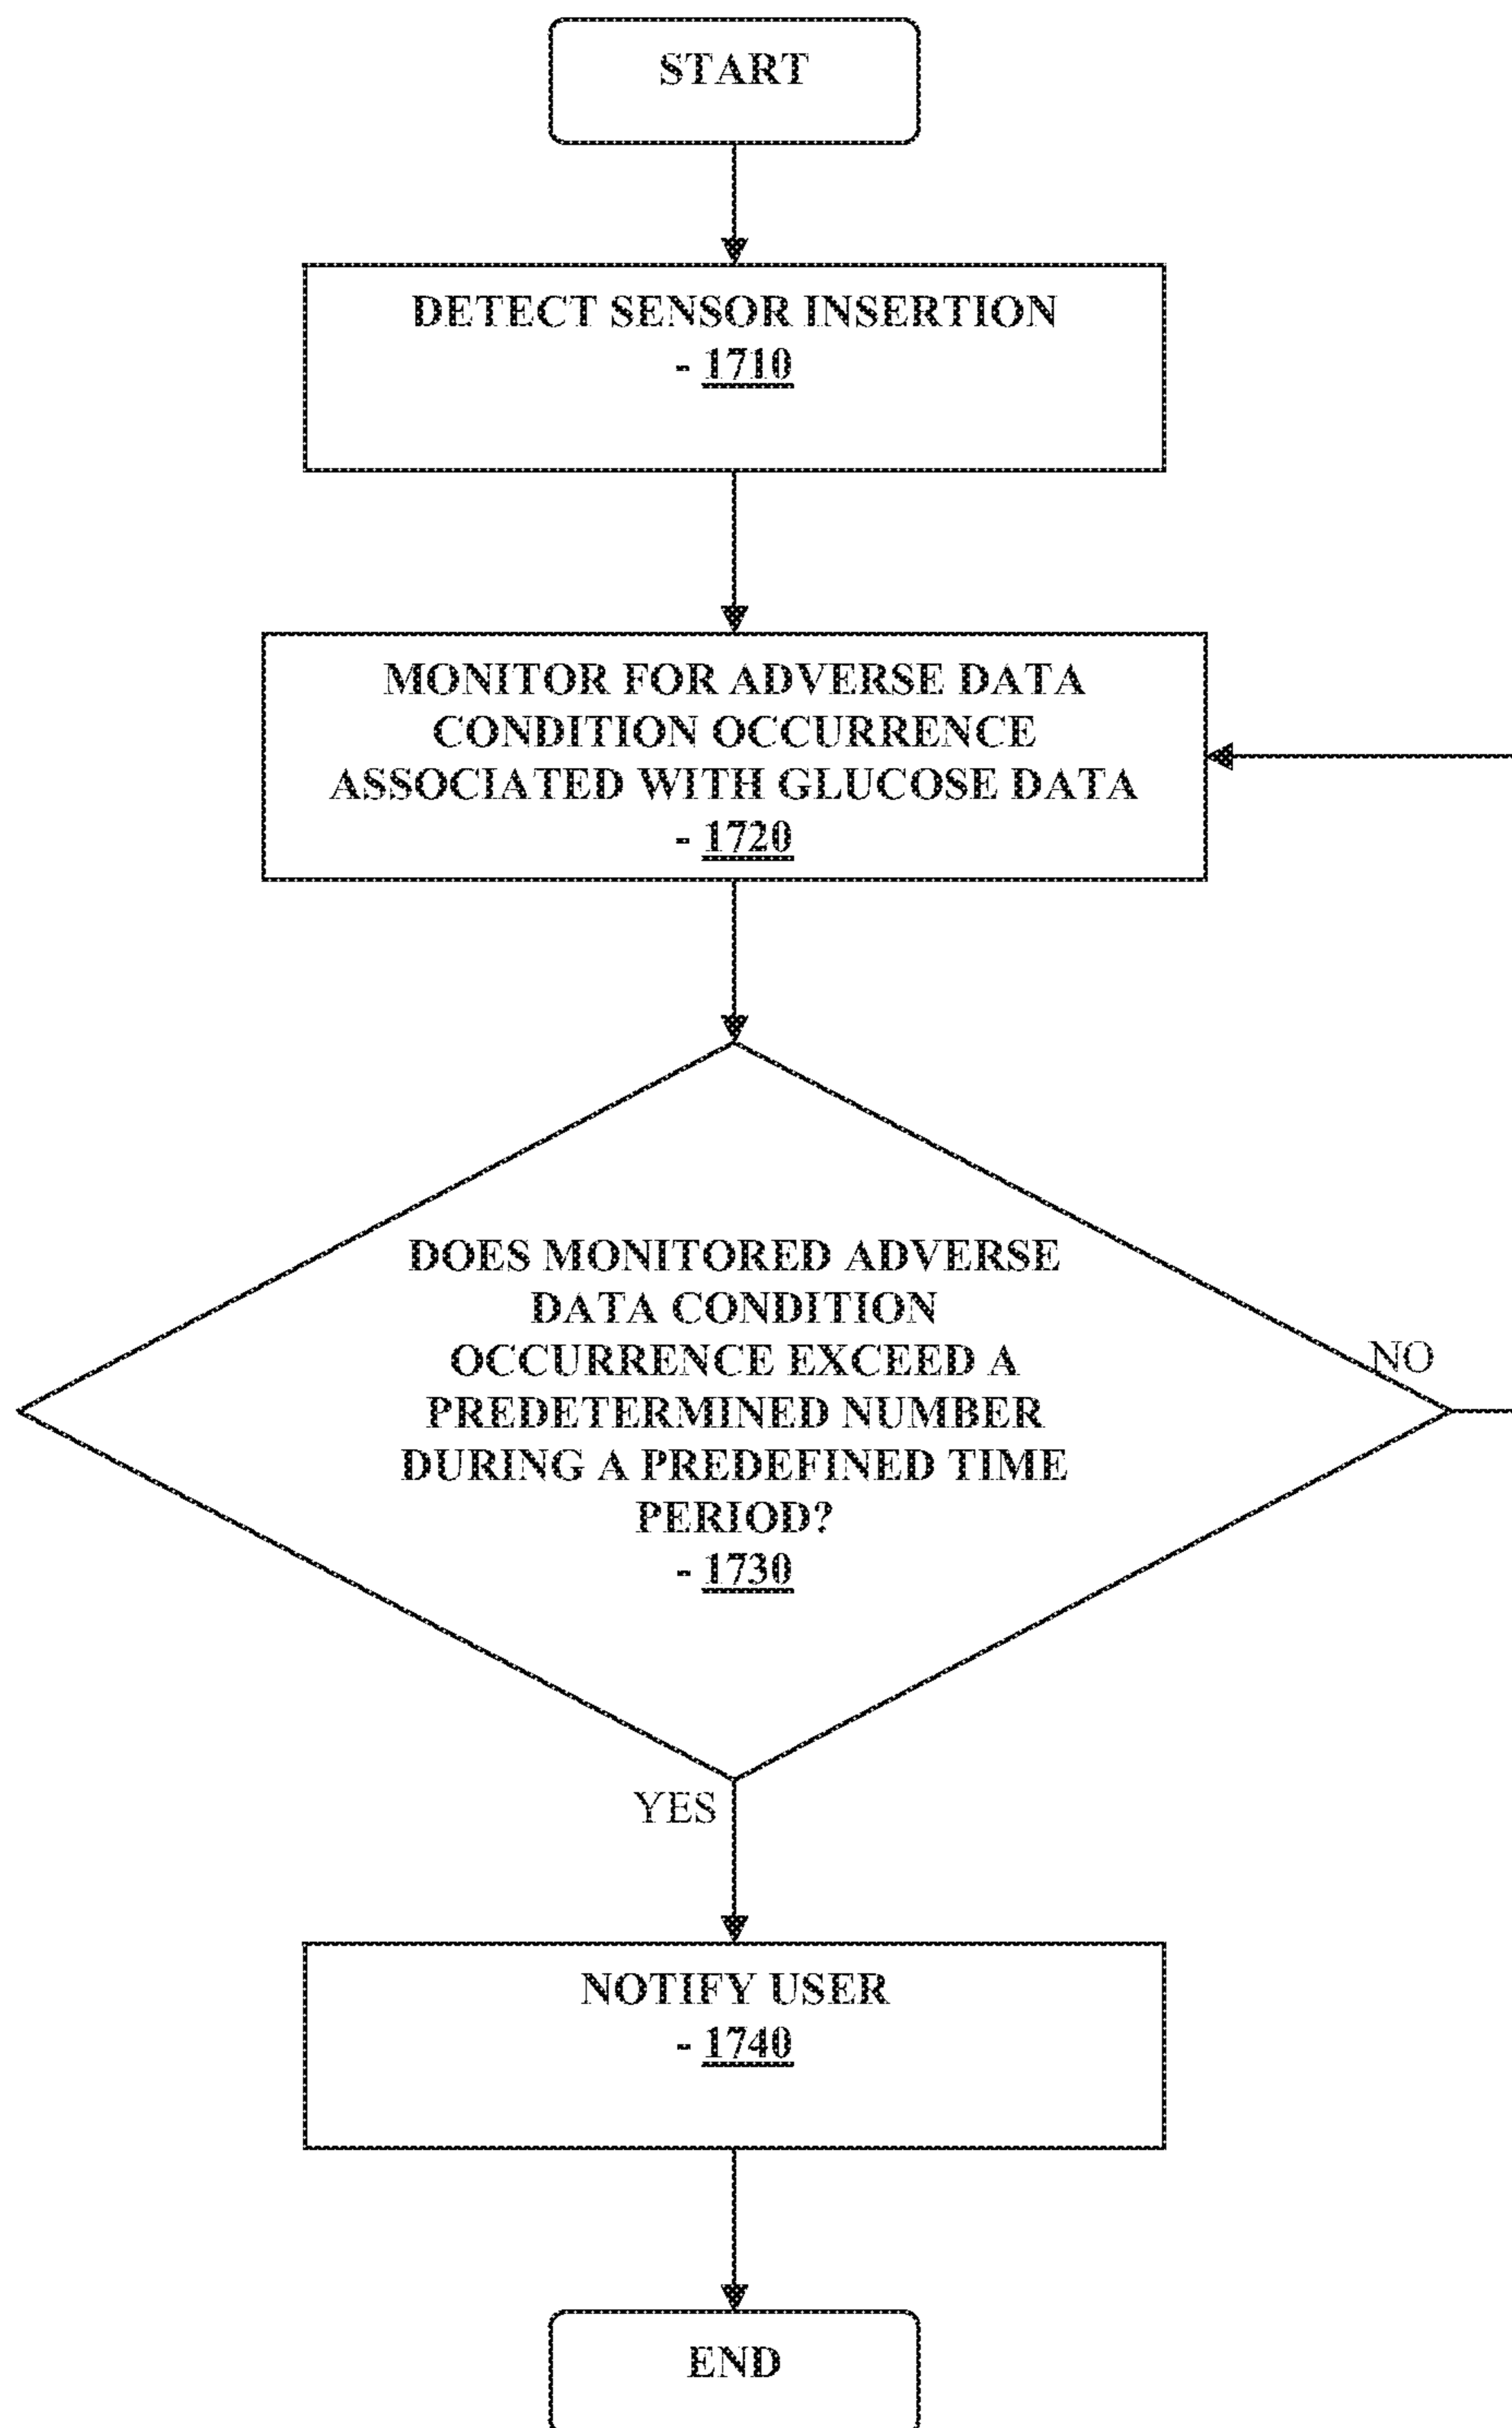 START
DETECT SENSOR INSERTION
- 1710
MONITOR FOR ADVERSE DATA
CONDITION OCCURRENCE
ASSOCIATED WITH GLUCOSE DATA
- 1720
DOES MONITORED ADVERSE
DATA CONDITION
OCCURRENCE EXCEED A
PREDETERMINED NUMBER
DURING A PREDEFINED TIME
PERIOD?
- 1730
NO
YES
NOTIFY USER
- 1740
END